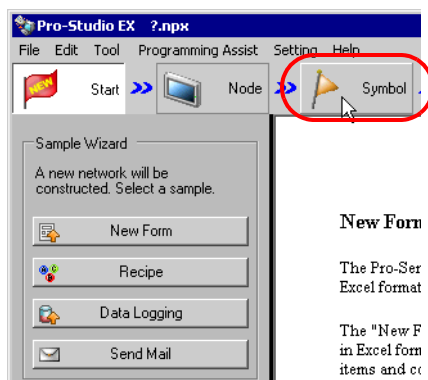 Pro-Studio EX ?.npx
File Edit Tool Programming Assist Setting Help
NEW Start Node Symbol
Sample Wizard
A new network will be
constructed. Select a sample.
New Form
Recipe
Data Logging
Send Mail
New Form
The Pro-Ser
Excel format
The "New F
in Excel form
items and co